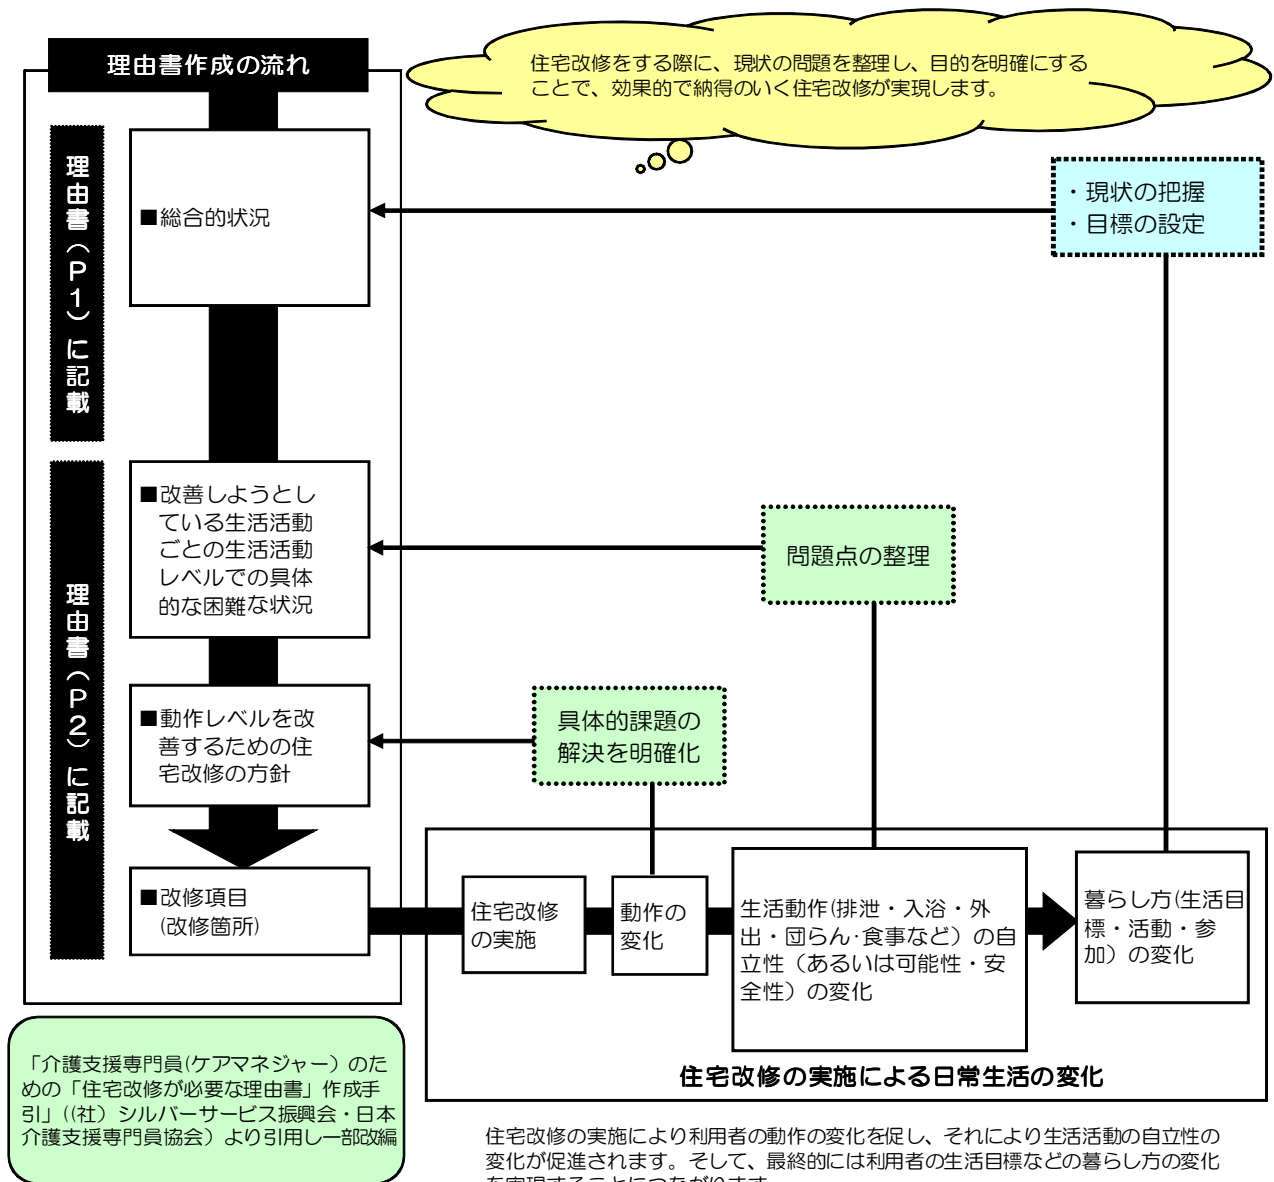 理由書作成の流れ
住宅改修をする際に、現状の問題を整理し、目的を明確にする
ことで、効果的で納得のいく住宅改修が実現します。
理由書（P1）に記載
■総合的状況
・現状の把握
・目標の設定
理由書（P2）に記載
■改善しようとし
ている生活活動
ごとの生活活動
レベルでの具体
的な困難な状況
問題点の整理
■動作レベルを改
善するための住
宅改修の方針
具体的課題の
解決を明確化
■改修項目
(改修箇所)
住宅改修
の実施
動作の
変化
生活動作(排泄・入浴・外
出・団らん･食事など）の自
立性（あるいは可能性・安
全性）の変化
暮らし方(生活目
標・活動・参
加）の変化
住宅改修の実施による日常生活の変化
「介護支援専門員(ケアマネジャー）のた
めの「住宅改修が必要な理由書」作成手
引」((社）シルバーサービス振興会・日本
介護支援専門員協会）より引用し一部改編
住宅改修の実施により利用者の動作の変化を促し、それにより生活活動の自立性の
変化が促進されます。そして、最終的には利用者の生活目標などの暮らし方の変化
を実現することにつながります